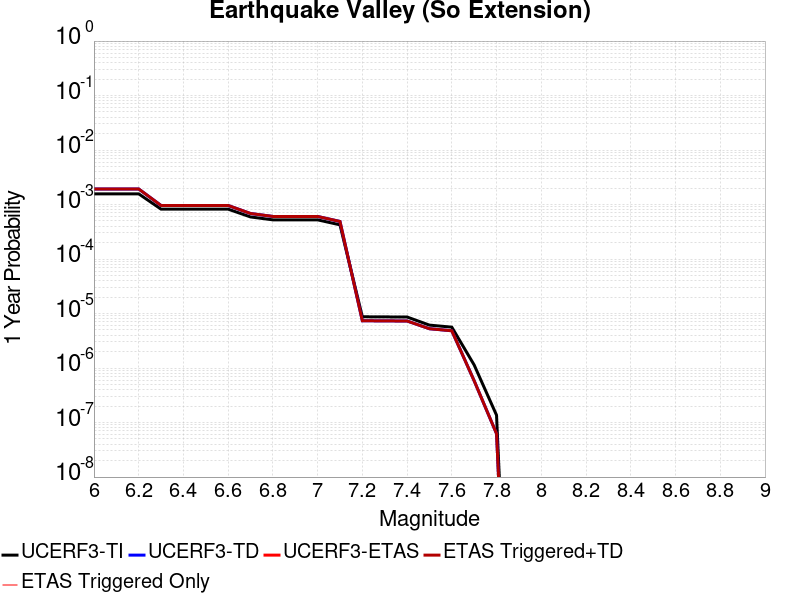 Earthquake Valley (So Extension)
1 Year Probability
10^0
10^-1
10^-2
10^-3
10^-4
10^-5
10^-6
10^-7
10^-8
6 6.2 6.4 6.6 6.8 7 7.2 7.4 7.6 7.8 8 8.2 8.4 8.6 8.8 9
Magnitude
UCERF3-TI UCERF3-TD UCERF3-ETAS ETAS Triggered+TD
ETAS Triggered Only